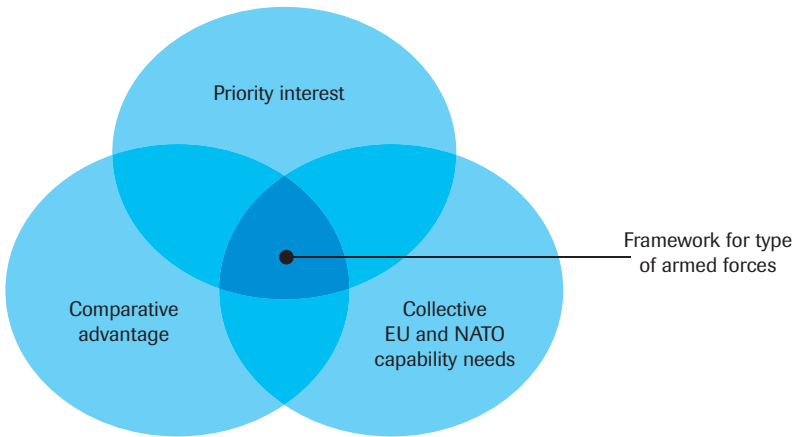 Priority interest
Framework for type
of armed forces
Comparative
advantage
Collective
EU and NATO
capability needs